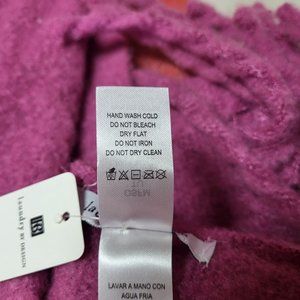 HAND WASH COLD
DO NOT BLEACH
DRY FLAT
DO NOT IRON
DO NOT DRY CLEAN
OSFM
LAVAR A MANO CON
AGUA FRIA
laundry BY DESIGN